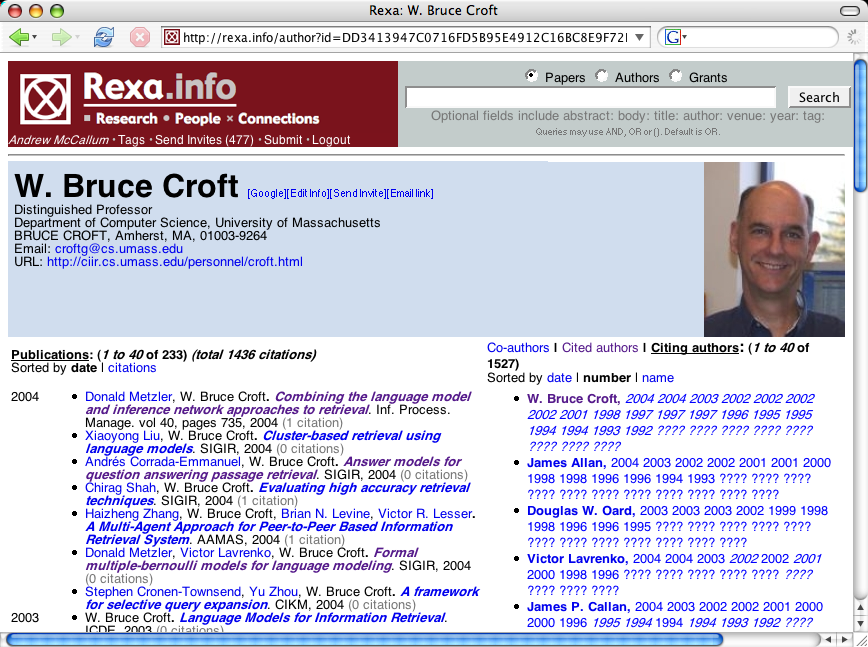 Rexa: W. Bruce Croft
http://rexa.info/author?id=DD3413947C0716FD5B95E4912C16BC8E9F72
G
Rexa.info
Research • People × Connections
Andrew McCallum • Tags • Send Invites (477) • Submit • Logout
Papers Authors Grants
Search
Optional fields include abstract: body: title: author: venue: year: tag:
Queries may use AND, OR or (). Default is OR.
W. Bruce Croft [Google][Edit Info][Send Invite][Email link]
Distinguished Professor
Department of Computer Science, University of Massachusetts
BRUCE CROFT, Amherst, MA, 01003-9264
Email: croftg@cs.umass.edu
URL: http://ciir.cs.umass.edu/personnel/croft.html
Publications: (1 to 40 of 233) (total 1436 citations)
Sorted by date | citations
2004
Donald Metzler, W. Bruce Croft. Combining the language model
and inference network approaches to retrieval. Inf. Process.
Manage. vol 40, pages 735, 2004 (1 citation)
Xiaoyong Liu, W. Bruce Croft. Cluster-based retrieval using
language models. SIGIR, 2004 (0 citations)
Andrés Corrada-Emmanuel, W. Bruce Croft. Answer models for
question answering passage retrieval. SIGIR, 2004 (0 citations)
Chirag Shah, W. Bruce Croft. Evaluating high accuracy retrieval
techniques. SIGIR, 2004 (1 citation)
Haizheng Zhang, W. Bruce Croft, Brian N. Levine, Victor R. Lesser.
A Multi-Agent Approach for Peer-to-Peer Based Information
Retrieval System. AAMAS, 2004 (1 citation)
Donald Metzler, Victor Lavrenko, W. Bruce Croft. Formal
multiple-bernoulli models for language modeling. SIGIR, 2004
(0 citations)
Stephen Cronen-Townsend, Yu Zhou, W. Bruce Croft. A framework
for selective query expansion. CIKM, 2004 (0 citations)
2003
W. Bruce Croft. Language Models for Information Retrieval.
ICDE, 2003 (0 citations)
Co-authors | Cited authors | Citing authors: (1 to 40 of
1527)
Sorted by date | number | name
W. Bruce Croft, 2004 2004 2003 2002 2002 2002
2002 2001 1998 1997 1997 1997 1996 1995 1995
1994 1994 1993 1992 ???? ???? ???? ???? ????
???? ???? ????
James Allan, 2004 2003 2002 2002 2001 2001 2000
1998 1998 1996 1996 1994 1993 ???? ???? ????
???? ???? ???? ???? ???? ???? ???? ????
Douglas W. Oard, 2003 2003 2003 2002 1999 1998
1998 1996 1996 1995 ???? ???? ???? ???? ????
???? ???? ???? ???? ???? ???? ????
Victor Lavrenko, 2004 2004 2003 2002 2002 2001
2000 1998 1996 ???? ???? ???? ???? ???? ????
???? ???? ????
James P. Callan, 2004 2003 2002 2002 2001 2000
2000 1996 1995 1994 1994 1994 1993 1992 ????